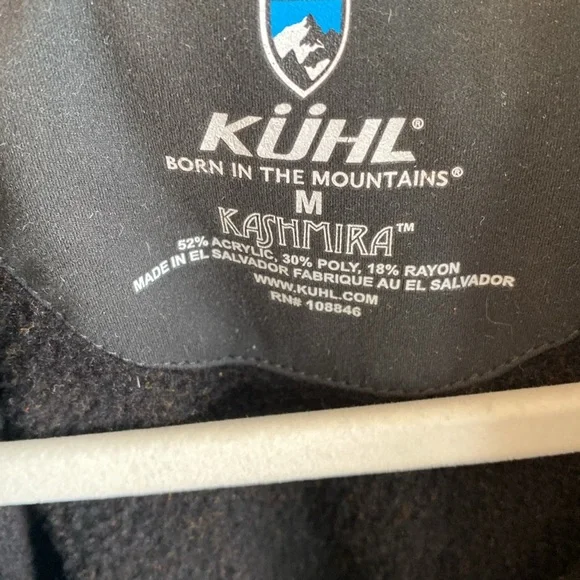 KÜHL®
BORN IN THE MOUNTAINS®
M
KASHMIRA™
52% ACRYLIC, 30% POLY, 18% RAYON
MADE IN EL SALVADOR FABRIQUE AU EL SALVADOR
WWW.KUHL.COM
RN# 108846